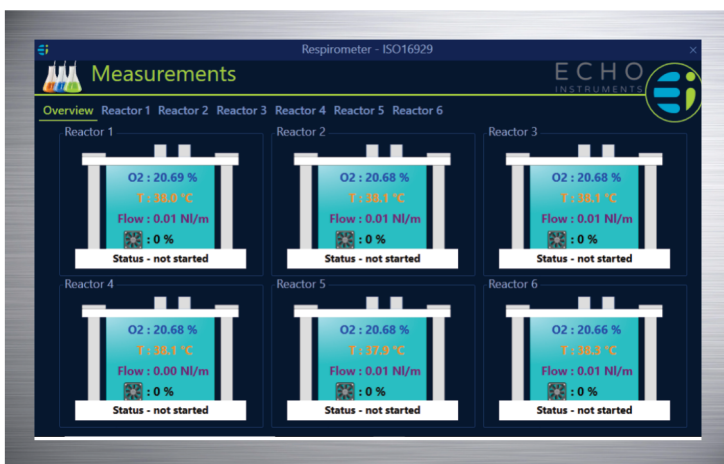 Respirometer - ISO16929
Measurements
ECHO
INSTRUMENTS
Overview Reactor 1 Reactor 2 Reactor 3 Reactor 4 Reactor 5 Reactor 6
Reactor 1
O2 : 20.69 %
T : 38.0 °C
Flow : 0.01 Nl/m
: 0 %
Status - not started
Reactor 2
O2 : 20.68 %
T : 38.1 °C
Flow : 0.01 Nl/m
: 0 %
Status - not started
Reactor 3
O2 : 20.68 %
T : 38.1 °C
Flow : 0.01 Nl/m
: 0 %
Status - not started
Reactor 4
O2 : 20.68 %
T : 38.1 °C
Flow : 0.00 Nl/m
: 0 %
Status - not started
Reactor 5
O2 : 20.68 %
T : 37.9 °C
Flow : 0.01 Nl/m
: 0 %
Status - not started
Reactor 6
O2 : 20.66 %
T : 38.3 °C
Flow : 0.01 Nl/m
: 0 %
Status - not started